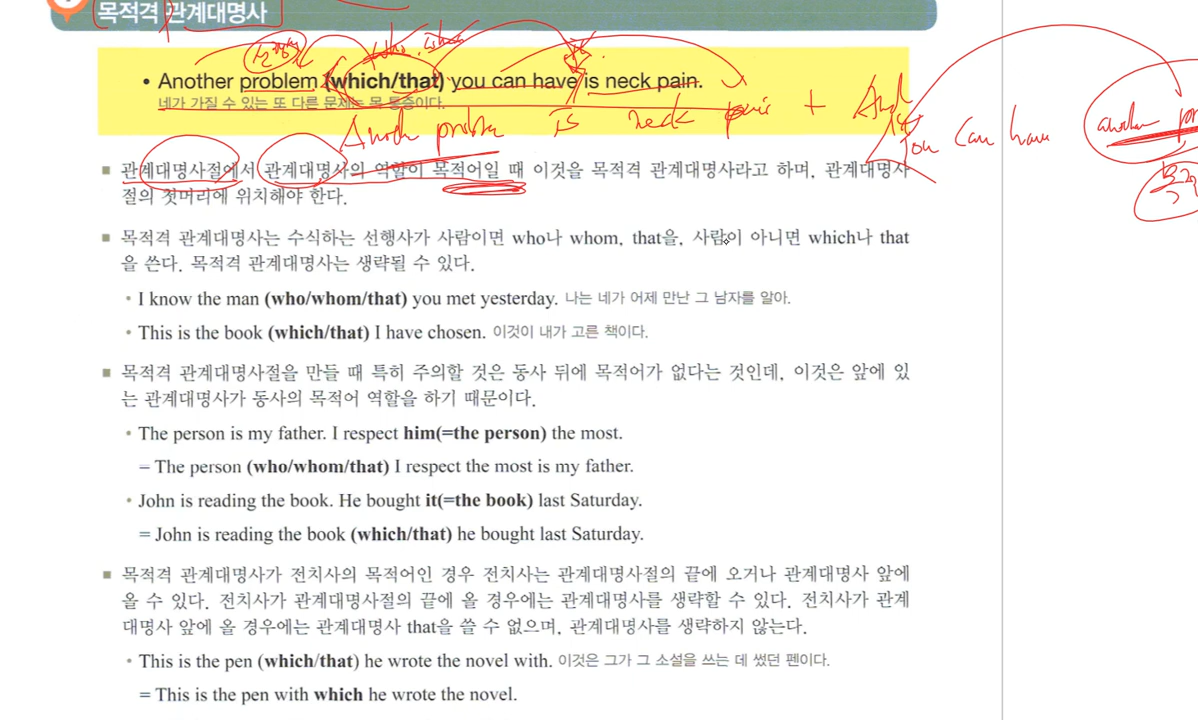 목적격 관계대명사
• Another problem (which/that) you can have is neck pain.
네가 가질 수 있는 또 다른 문제는 목 통증이다.
is neck pain + And
you can have another
■ 관계대명사절에서 관계대명사의 역할이 목적어일 때 이것을 목적격 관계대명사라고 하며, 관계대명사
절의 첫머리에 위치해야 한다.
■ 목적격 관계대명사는 수식하는 선행사가 사람이면 who나 whom, that을, 사람이 아니면 which나 that
을 쓴다. 목적격 관계대명사는 생략될 수 있다.
• I know the man (who/whom/that) you met yesterday. 나는 네가 어제 만난 그 남자를 알아.
• This is the book (which/that) I have chosen. 이것이 내가 고른 책이다.
■ 목적격 관계대명사절을 만들 때 특히 주의할 것은 동사 뒤에 목적어가 없다는 것인데, 이것은 앞에 있
는 관계대명사가 동사의 목적어 역할을 하기 때문이다.
• The person is my father. I respect him(=the person) the most.
= The person (who/whom/that) I respect the most is my father.
• John is reading the book. He bought it(=the book) last Saturday.
= John is reading the book (which/that) he bought last Saturday.
■ 목적격 관계대명사가 전치사의 목적어인 경우 전치사는 관계대명사절의 끝에 오거나 관계대명사 앞에
올 수 있다. 전치사가 관계대명사절의 끝에 올 경우에는 관계대명사를 생략할 수 있다. 전치사가 관계
대명사 앞에 올 경우에는 관계대명사 that을 쓸 수 없으며, 관계대명사를 생략하지 않는다.
• This is the pen (which/that) he wrote the novel with. 이것은 그가 그 소설을 쓰는 데 썼던 펜이다.
= This is the pen with which he wrote the novel.